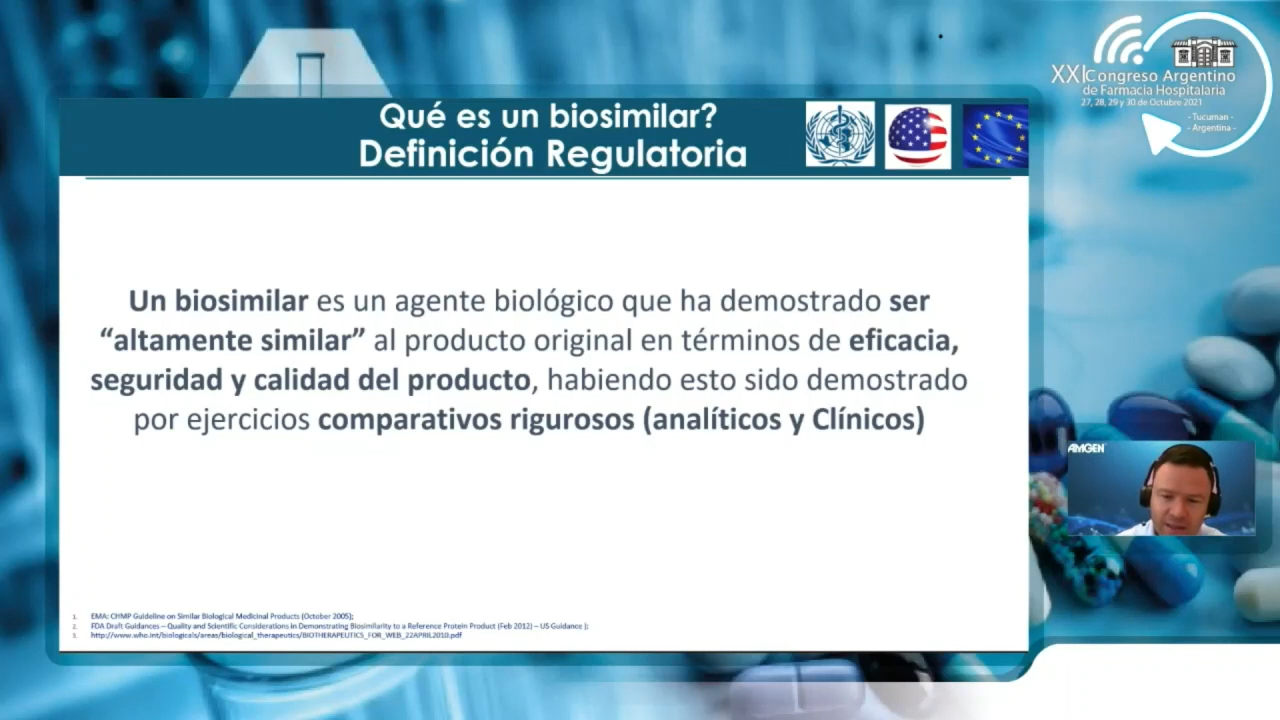 Qué es un biosimilar?
Definición Regulatoria
XXI Congreso Argentino
de Farmacia Hospitalaria
27, 28, 29 y 30 de Octubre 2021
- Tucuman -
- Argentina -
Un biosimilar es un agente biológico que ha demostrado ser
“altamente similar” al producto original en términos de eficacia,
seguridad y calidad del producto, habiendo esto sido demostrado
por ejercicios comparativos rigurosos (analíticos y Clínicos)
AMGEN
1. EMA: CHMP Guideline on Similar Biological Medicinal Products (October 2005);
2. FDA Draft Guidances – Quality and Scientific Considerations in Demonstrating Biosimilarity to a Reference Protein Product (Feb 2012) – US Guidance );
3. http://www.who.int/biologicals/areas/biological_therapeutics/BIOTHERAPEUTICS_FOR_WEB_22APRIL2010.pdf